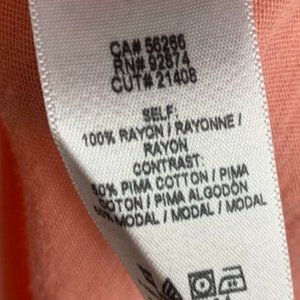 CA# 56266
RN# 92874
CUT# 21408
SELF:
100% RAYON / RAYONNE /
RAYON
CONTRAST:
50% PIMA COTTON / PIMA
COTON / PIMA ALGODÓN
MODAL / MODAL / MODAL